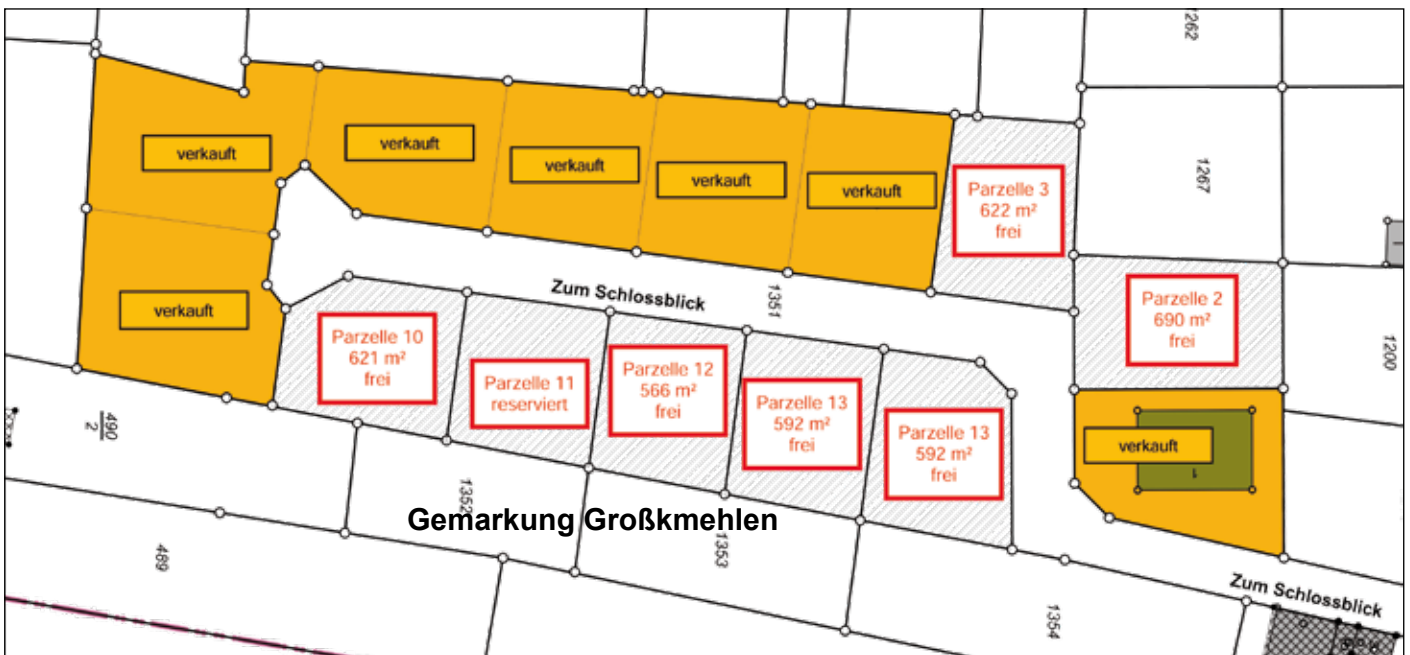 1262
verkauft
verkauft
verkauft
verkauft
verkauft
1267
Parzelle 3
622 m²
frei
verkauft
Zum Schlossblick
1351
Parzelle 2
690 m²
frei
1200
Parzelle 10
621 m²
frei
Parzelle 11
reserviert
Parzelle 12
566 m²
frei
Parzelle 13
592 m²
frei
Parzelle 13
592 m²
frei
verkauft
1
490
2
1352
Gemarkung Großkmehlen
1353
489
1354
Zum Schlossblick